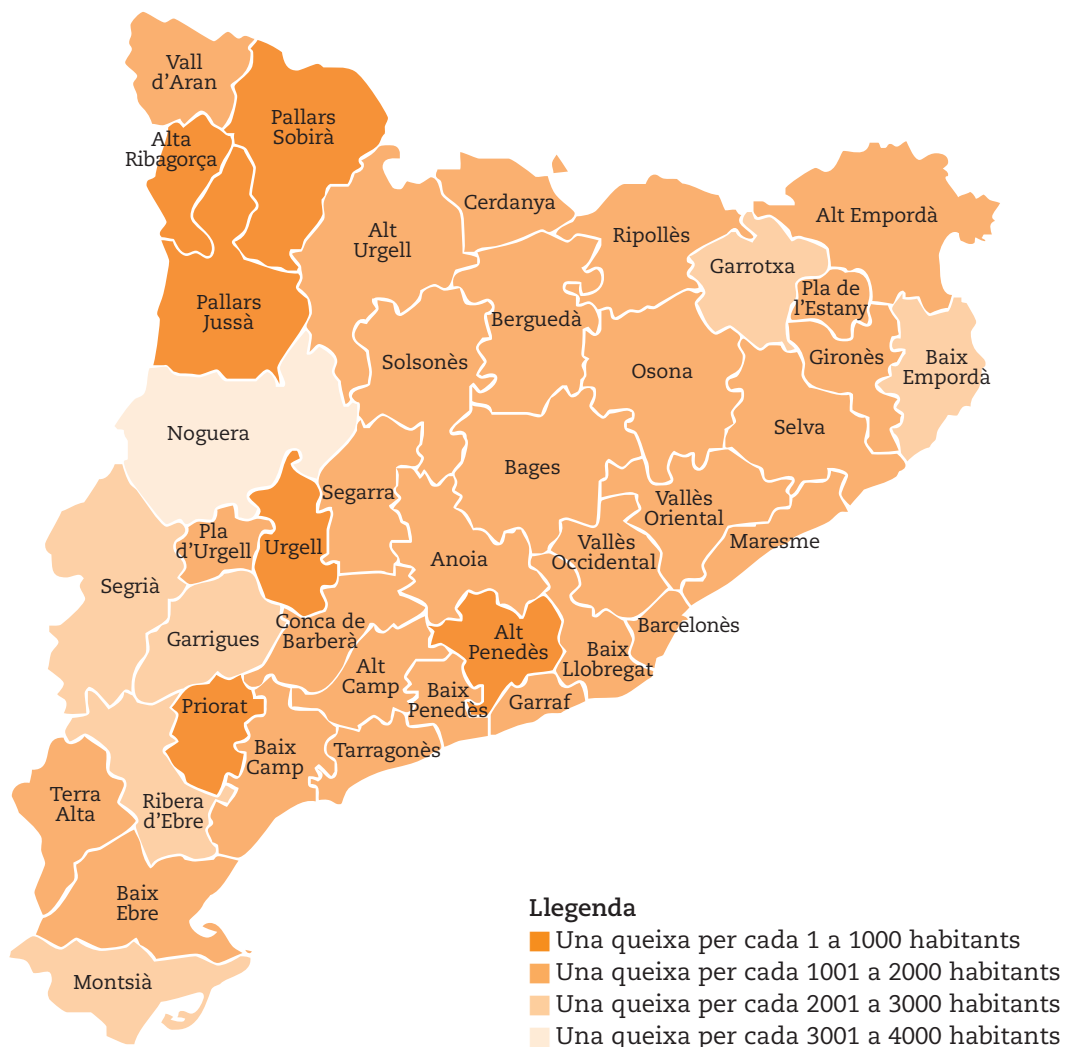 Vall
d'Aran
Pallars
Sobirà
Alta
Ribagorça
Cerdanya
Alt Empordà
Alt
Urgell
Ripollès
Garrotxa
Pla de
l'Estany
Pallars
Jussà
Berguedà
Solsonès
Osona
Gironès
Baix
Empordà
Noguera
Selva
Bages
Segarra
Vallès
Oriental
Pla
d'Urgell
Urgell
Anoia
Vallès
Occidental
Maresme
Segrià
Garrigues
Conca de
Barberà
Alt
Penedès
Barcelonès
Baix
Llobregat
Alt
Camp
Baix
Penedès
Garraf
Priorat
Baix
Camp
Tarragonès
Terra
Alta
Ribera
d'Ebre
Baix
Ebre
Montsià
Llegenda
Una queixa per cada 1 a 1000 habitants
Una queixa per cada 1001 a 2000 habitants
Una queixa per cada 2001 a 3000 habitants
Una queixa per cada 3001 a 4000 habitants